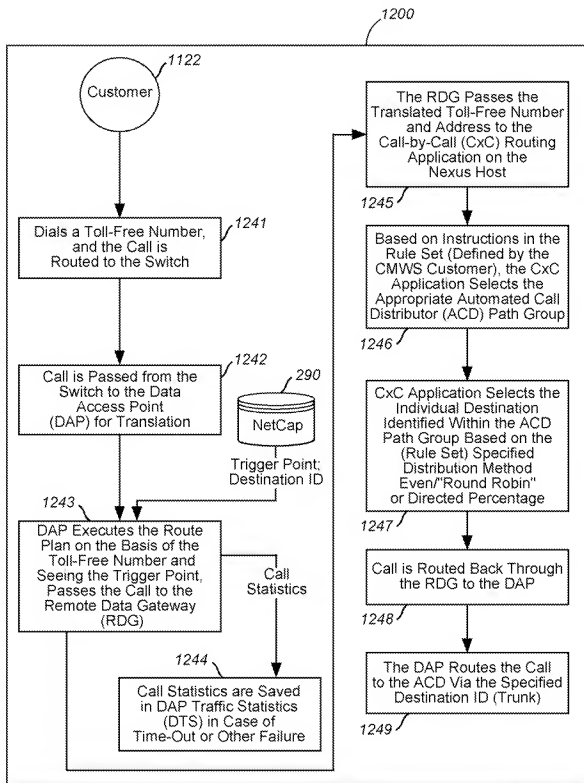 1200
1122
Customer
1241
Dials a Toll-Free Number,
and the Call is
Routed to the Switch
1242
Call is Passed from the
Switch to the Data
Access Point
(DAP) for Translation
290
NetCap
Trigger Point;
Destination ID
1243
DAP Executes the Route
Plan on the Basis of the
Toll-Free Number and
Seeing the Trigger Point,
Passes the Call to the
Remote Data Gateway
(RDG)
Call
Statistics
1244
Call Statistics are Saved
in DAP Traffic Statistics
(DTS) in Case of
Time-Out or Other Failure
The RDG Passes the
Translated Toll-Free Number
and Address to the
Call-by-Call (CxC) Routing
Application on the
Nexus Host
1245
Based on Instructions in the
Rule Set (Defined by the
CMWS Customer), the CxC
Application Selects the
Appropriate Automated Call
Distributor (ACD) Path Group
1246
CxC Application Selects the
Individual Destination
Identified Within the ACD
Path Group Based on the
(Rule Set) Specified
Distribution Method
Even/"Round Robin"
or Directed Percentage
1247
Call is Routed Back Through
the RDG to the DAP
1248
The DAP Routes the Call
to the ACD Via the Specified
Destination ID (Trunk)
1249